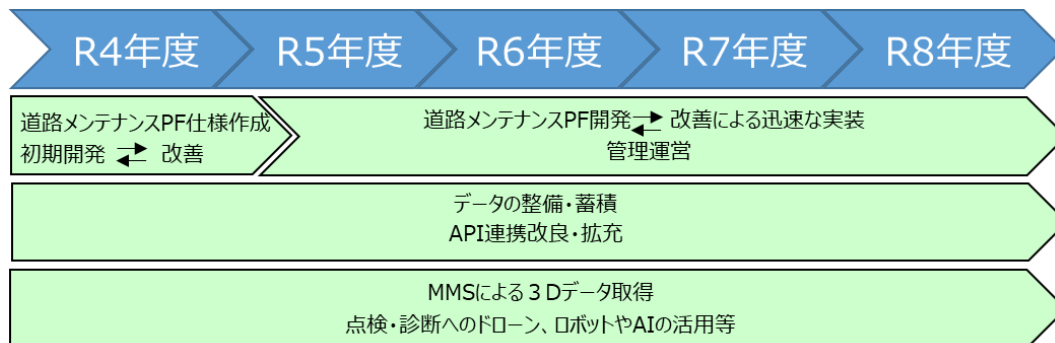 R4年度 R5年度 R6年度 R7年度 R8年度
道路メンテナンスPF仕様作成
初期開発 ⇄ 改善
道路メンテナンスPF開発⇄改善による迅速な実装
管理運営
データの整備・蓄積
API連携改良・拡充
MMSによる３Dデータ取得
点検・診断へのドローン、ロボットやAIの活用等